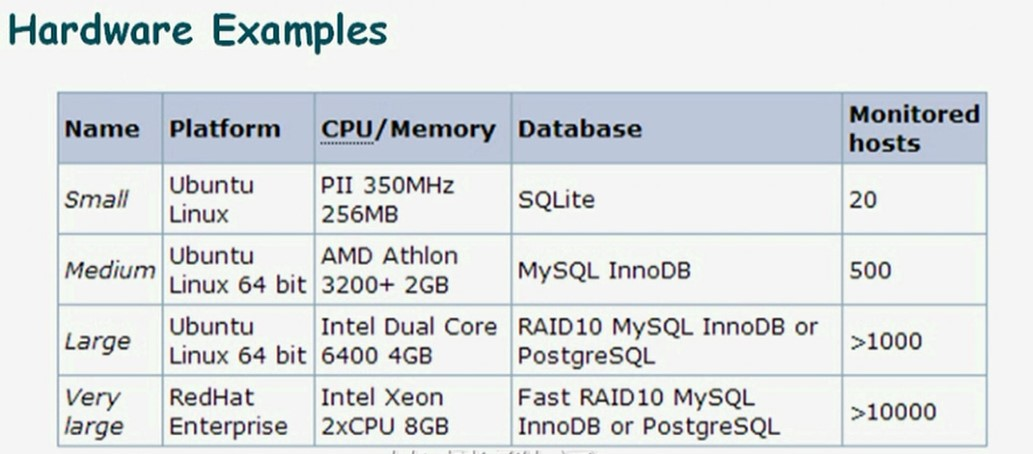 Hardware Examples
Name Platform CPU/Memory Database Monitored hosts
Small Ubuntu Linux PII 350MHz 256MB SQLite 20
Medium Ubuntu Linux 64 bit AMD Athlon 3200+ 2GB MySQL InnoDB 500
Large Ubuntu Linux 64 bit Intel Dual Core 6400 4GB RAID10 MySQL InnoDB or PostgreSQL >1000
Very large RedHat Enterprise Intel Xeon 2xCPU 8GB Fast RAID10 MySQL InnoDB or PostgreSQL >10000